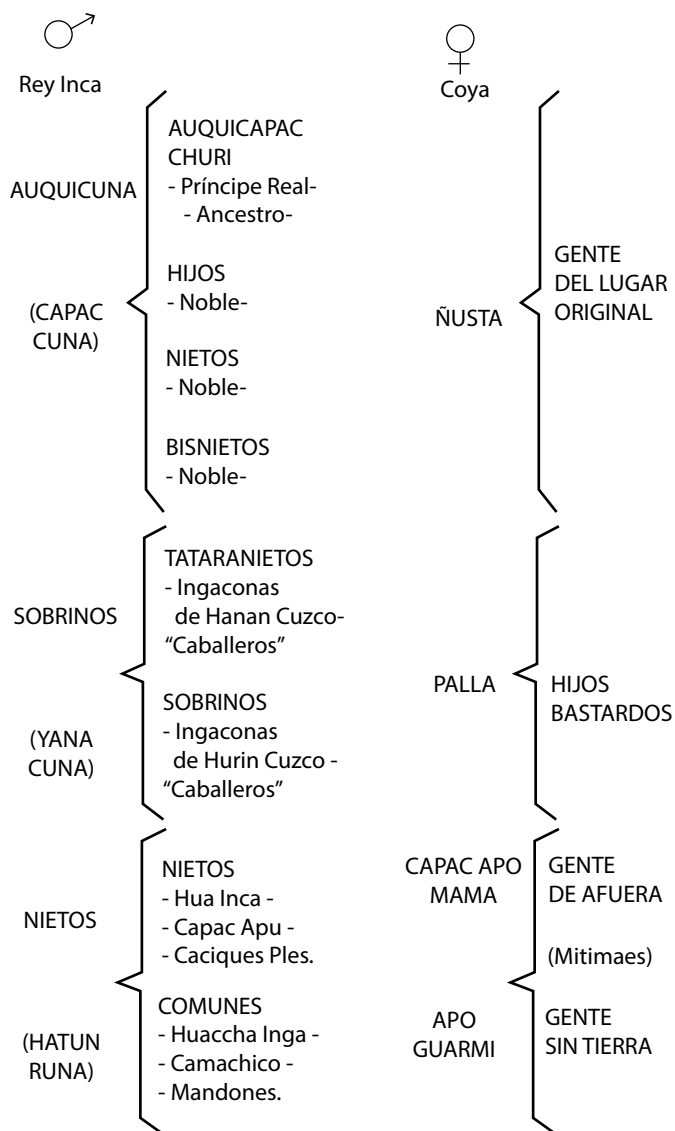 Rey Inca
AUQUICUNA
(CAPAC
CUNA)
AUQUICAPAC
CHURI
- Príncipe Real-
- Ancestro-
HIJOS
- Noble-
NIETOS
- Noble-
BISNIETOS
- Noble-
SOBRINOS
(YANA
CUNA)
TATARANIETOS
- Ingaconas
de Hanan Cuzco-
“Caballeros”
SOBRINOS
- Ingaconas
de Hurin Cuzco -
“Caballeros”
NIETOS
(HATUN
RUNA)
NIETOS
- Hua Inca -
- Capac Apu -
- Caciques Ples.
COMUNES
- Huaccha Inga -
- Camachico -
- Mandones.
Coya
ÑUSTA
GENTE
DEL LUGAR
ORIGINAL
PALLA
HIJOS
BASTARDOS
CAPAC APO
MAMA
GENTE
DE AFUERA
(Mitimaes)
APO
GUARMI
GENTE
SIN TIERRA